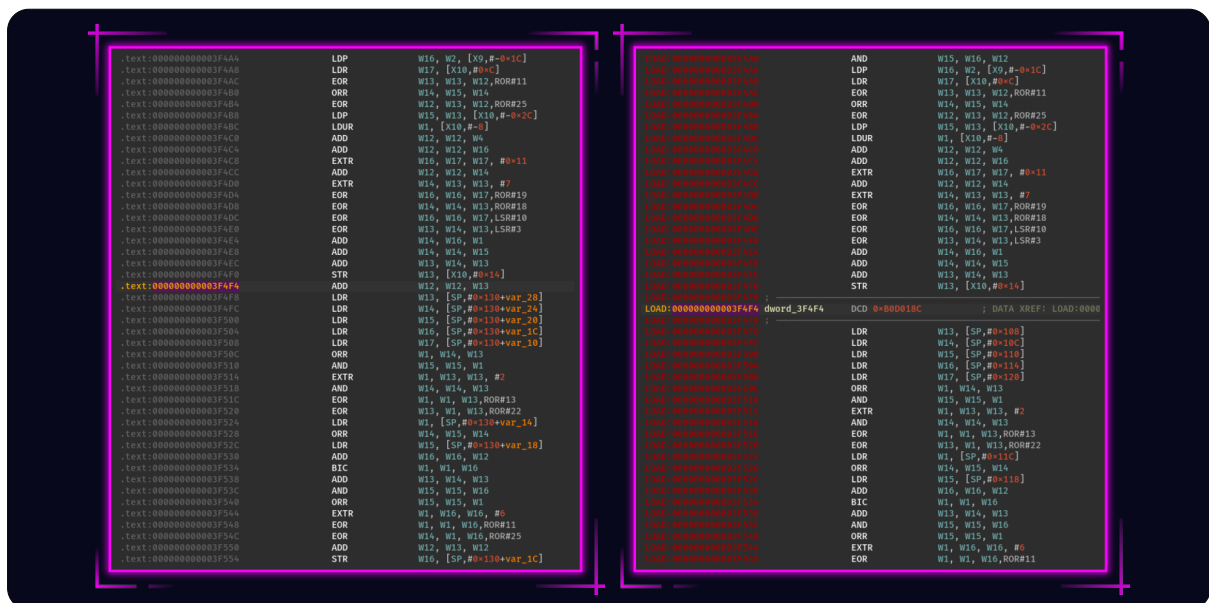 .text:000000000003F4A4 LDP W16, W2, [X9,#-0x1C]
.text:000000000003F4A8 LDR W17, [X10,#0xC]
.text:000000000003F4AC EOR W13, W13, W12,ROR#11
.text:000000000003F4B0 ORR W14, W15, W14
.text:000000000003F4B4 EOR W12, W13, W12,ROR#25
.text:000000000003F4B8 LDP W15, W13, [X10,#-0x2C]
.text:000000000003F4BC LDUR W1, [X10,#-8]
.text:000000000003F4C0 ADD W12, W12, W4
.text:000000000003F4C4 ADD W12, W12, W16
.text:000000000003F4C8 EXTR W16, W17, W17, #0x11
.text:000000000003F4CC ADD W12, W12, W14
.text:000000000003F4D0 EXTR W14, W13, W13, #7
.text:000000000003F4D4 EOR W16, W16, W17,ROR#19
.text:000000000003F4D8 EOR W14, W14, W13,ROR#18
.text:000000000003F4DC EOR W16, W16, W17,LSR#10
.text:000000000003F4E0 EOR W13, W14, W13,LSR#3
.text:000000000003F4E4 ADD W14, W16, W1
.text:000000000003F4E8 ADD W14, W14, W15
.text:000000000003F4EC ADD W13, W14, W13
.text:000000000003F4F0 STR W13, [X10,#0x14]
.text:000000000003F4F4 ADD W12, W12, W13
.text:000000000003F4F8 LDR W13, [SP,#0x130+var_28]
.text:000000000003F4FC LDR W14, [SP,#0x130+var_24]
.text:000000000003F500 LDR W15, [SP,#0x130+var_20]
.text:000000000003F504 LDR W16, [SP,#0x130+var_1C]
.text:000000000003F508 LDR W17, [SP,#0x130+var_10]
.text:000000000003F50C ORR W1, W14, W13
.text:000000000003F510 AND W15, W15, W1
.text:000000000003F514 EXTR W1, W13, W13, #2
.text:000000000003F518 AND W14, W14, W13
.text:000000000003F51C EOR W1, W1, W13,ROR#13
.text:000000000003F520 EOR W13, W1, W13,ROR#22
.text:000000000003F524 LDR W1, [SP,#0x130+var_14]
.text:000000000003F528 ORR W14, W15, W14
.text:000000000003F52C LDR W15, [SP,#0x130+var_18]
.text:000000000003F530 ADD W16, W16, W12
.text:000000000003F534 BIC W1, W1, W16
.text:000000000003F538 ADD W13, W14, W13
.text:000000000003F53C AND W15, W15, W16
.text:000000000003F540 ORR W15, W15, W1
.text:000000000003F544 EXTR W1, W16, W16, #6
.text:000000000003F548 EOR W1, W1, W16,ROR#11
.text:000000000003F54C EOR W14, W1, W16,ROR#25
.text:000000000003F550 ADD W12, W13, W12
.text:000000000003F554 STR W16, [SP,#0x130+var_1C]
AND W15, W16, W12
LDP W16, W2, [X9,#-0x1C]
LDR W17, [X10,#0xC]
EOR W13, W13, W12,ROR#11
ORR W14, W15, W14
EOR W12, W13, W12,ROR#25
LDP W15, W13, [X10,#-0x2C]
LDUR W1, [X10,#-8]
ADD W12, W12, W4
ADD W12, W12, W16
EXTR W16, W17, W17, #0x11
ADD W12, W12, W14
EXTR W14, W13, W13, #7
EOR W16, W16, W17,ROR#19
EOR W14, W14, W13,ROR#18
EOR W16, W16, W17,LSR#10
EOR W13, W14, W13,LSR#3
ADD W14, W16, W1
ADD W14, W14, W15
ADD W13, W14, W13
STR W13, [X10,#0x14]
LOAD:000000000003F4F4 dword_3F4F4 DCD 0xB0D018C ; DATA XREF: LOAD:0000
LDR W13, [SP,#0x108]
LDR W14, [SP,#0x10C]
LDR W15, [SP,#0x110]
LDR W16, [SP,#0x114]
LDR W17, [SP,#0x120]
ORR W1, W14, W13
AND W15, W15, W1
EXTR W1, W13, W13, #2
AND W14, W14, W13
EOR W1, W1, W13,ROR#13
EOR W13, W1, W13,ROR#22
LDR W1, [SP,#0x11C]
ORR W14, W15, W14
LDR W15, [SP,#0x118]
ADD W16, W16, W12
BIC W1, W1, W16
ADD W13, W14, W13
AND W15, W15, W16
ORR W15, W15, W1
EXTR W1, W16, W16, #6
EOR W1, W1, W16,ROR#11